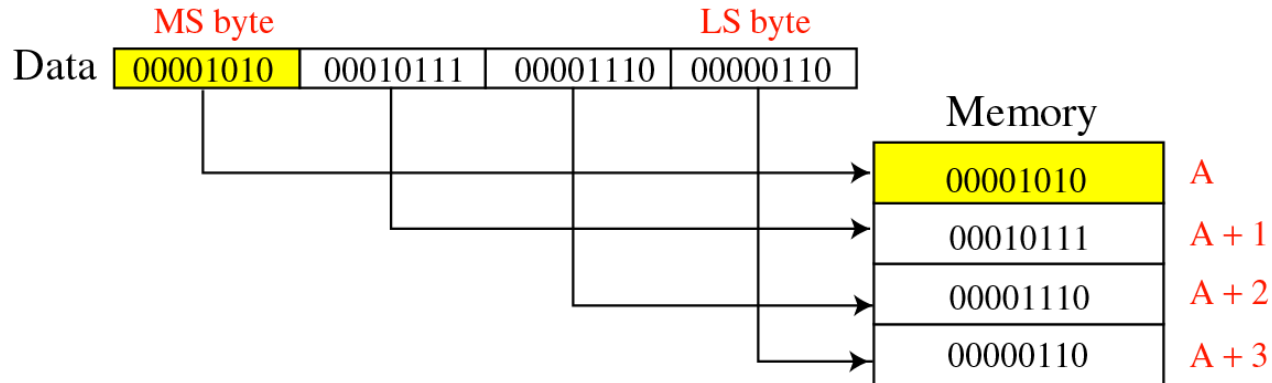 MS byte LS byte
Data 00001010 00010111 00001110 00000110
Memory
00001010 A
00010111 A + 1
00001110 A + 2
00000110 A + 3